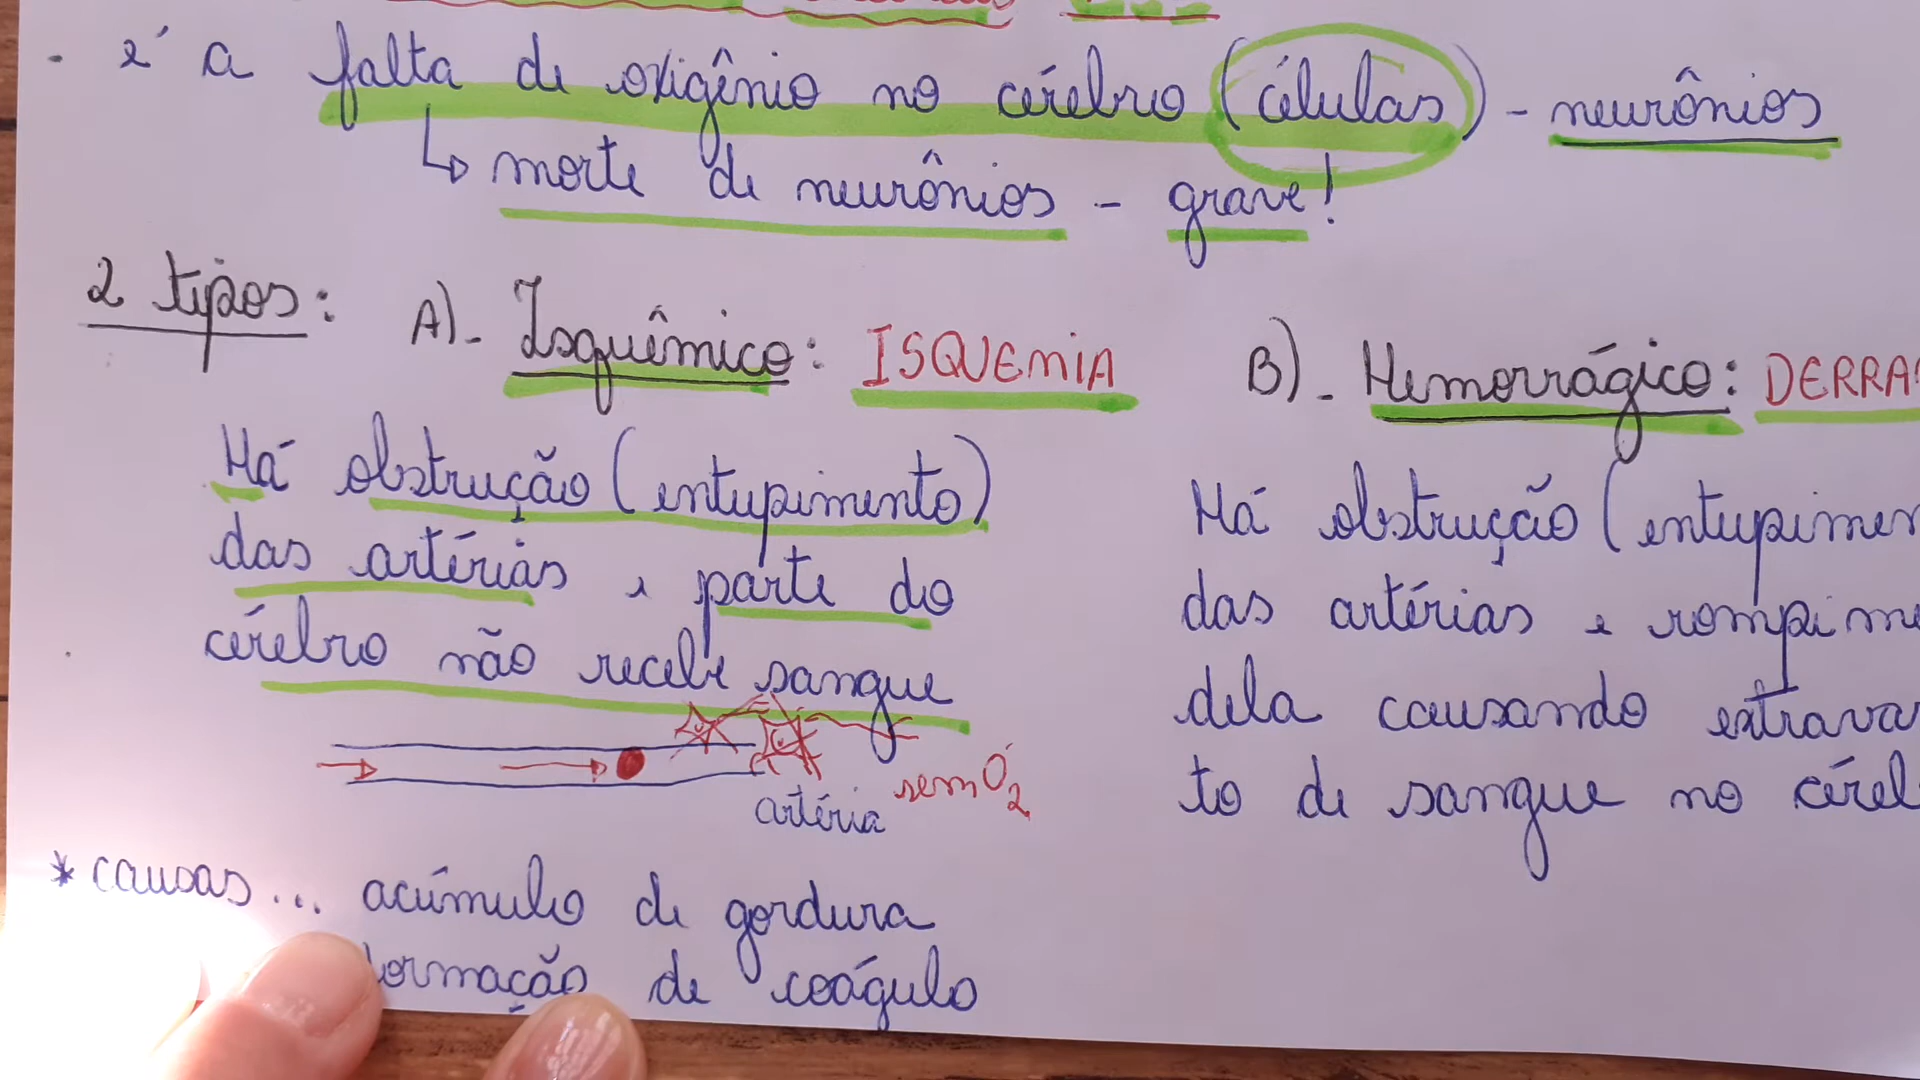 - é a falta de oxigênio no cérebro (células) - neurônios
↳ morte de neurônios - grave!
2 tipos: A)- Isquêmico: ISQUEMIA
Há obstrução (entupimento)
das artérias e parte do
cérebro não recebe sangue
artéria sem O2
* causas... acúmulo de gordura
formação de coágulo
B)- Hemorrágico: DERRA
Há obstrução (entupimen
das artérias e rompime
dela causando extrava
to de sangue no céreb